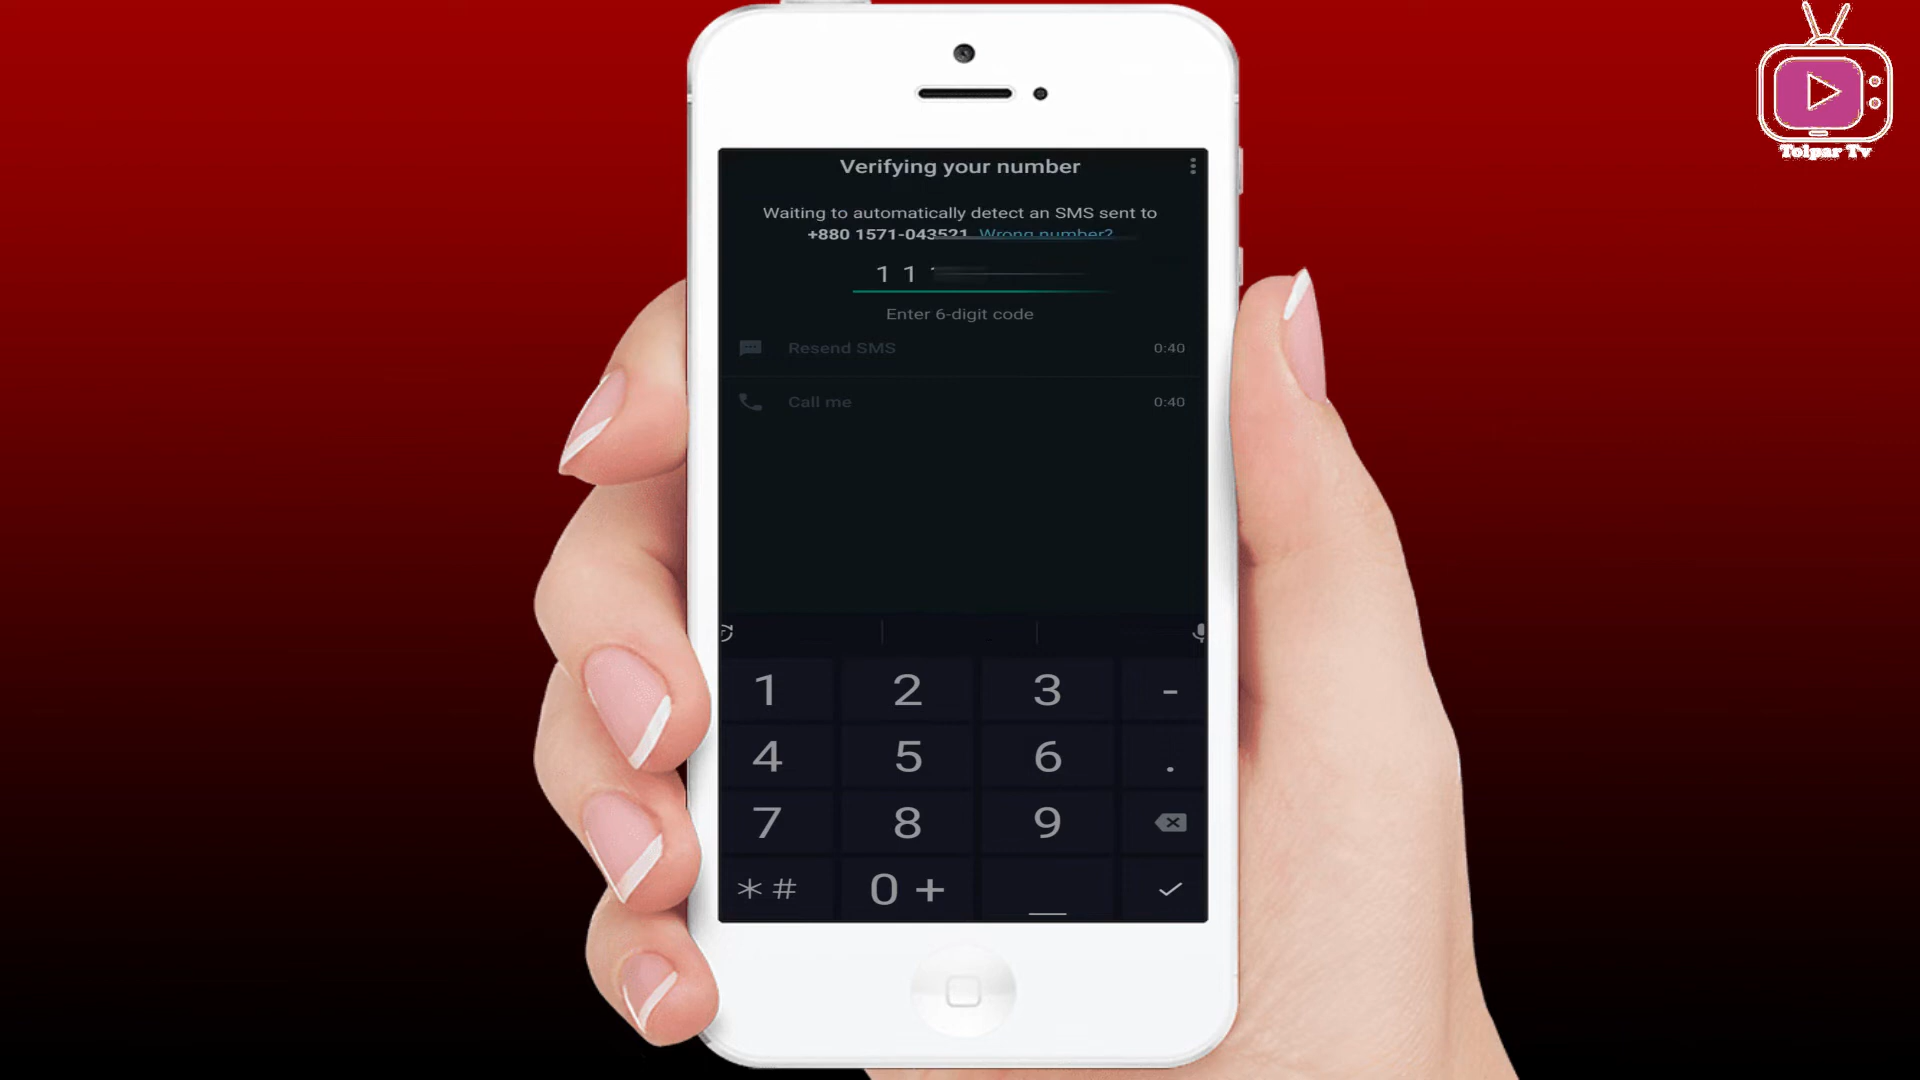 Tolpar Tv
Verifying your number
Waiting to automatically detect an SMS sent to
+880 1571-043521. Wrong number?
1 1
Enter 6-digit code
Resend SMS 0:40
Call me 0:40
1 2 3 -
4 5 6 .
7 8 9
* # 0 +